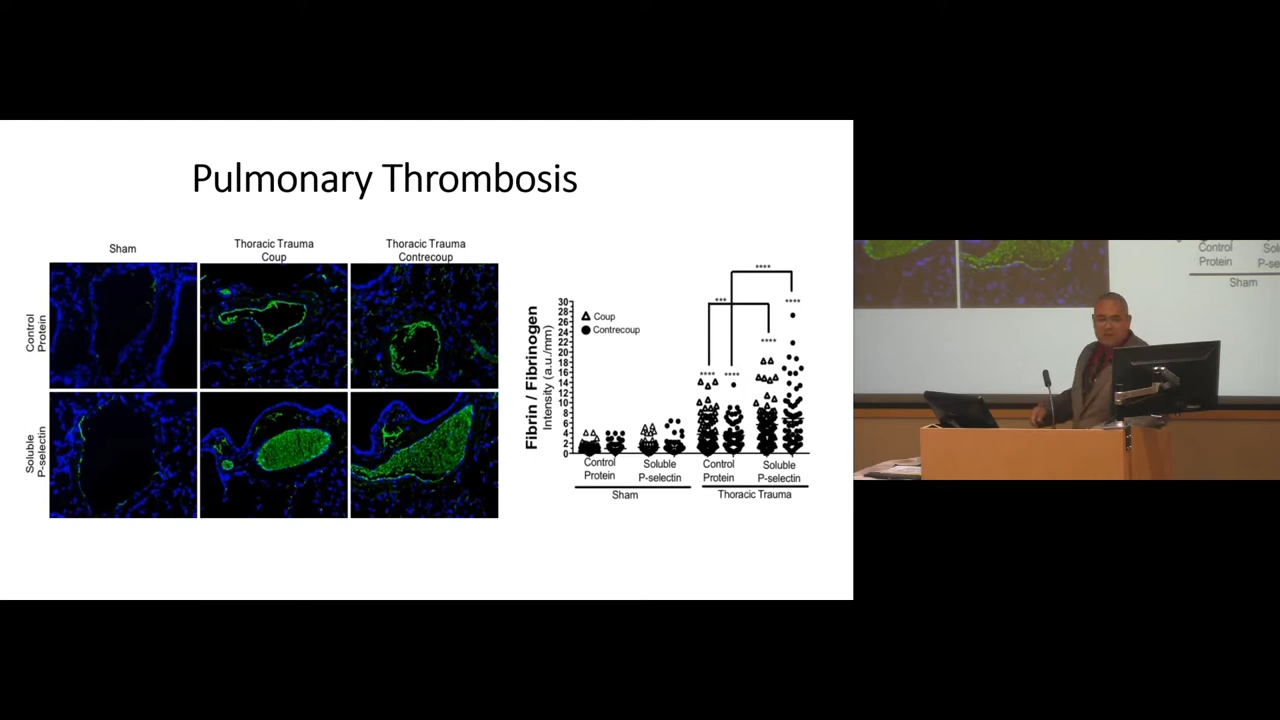 Pulmonary Thrombosis
Sham
Thoracic Trauma
Coup
Thoracic Trauma
Contrecoup
Control
Protein
Soluble
P-selectin
Fibrin / Fibrinogen
Intensity (a.u./mm)
30
28
26
24
22
20
18
16
14
12
10
8
6
4
2
0
Coup
Contrecoup
****
***
****
****
****
****
Control
Protein
Soluble
P-selectin
Control
Protein
Soluble
P-selectin
Sham
Thoracic Trauma
Control
Protein
Sol
P-se
Sham